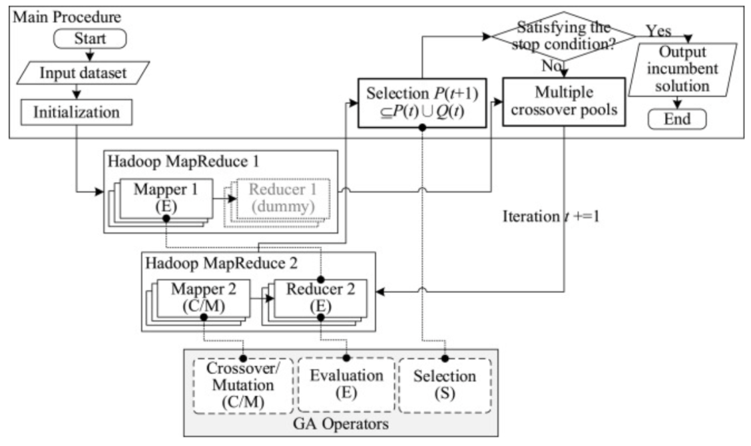 Main Procedure
Start
Input dataset
Initialization
Selection P(t+1)
⊆P(t)∪Q(t)
Satisfying the
stop condition?
Yes
No
Multiple
crossover pools
Output
incumbent
solution
End
Hadoop MapReduce 1
Mapper 1
(E)
Reducer 1
(dummy)
Iteration t +=1
Hadoop MapReduce 2
Mapper 2
(C/M)
Reducer 2
(E)
Crossover/
Mutation
(C/M)
Evaluation
(E)
Selection
(S)
GA Operators